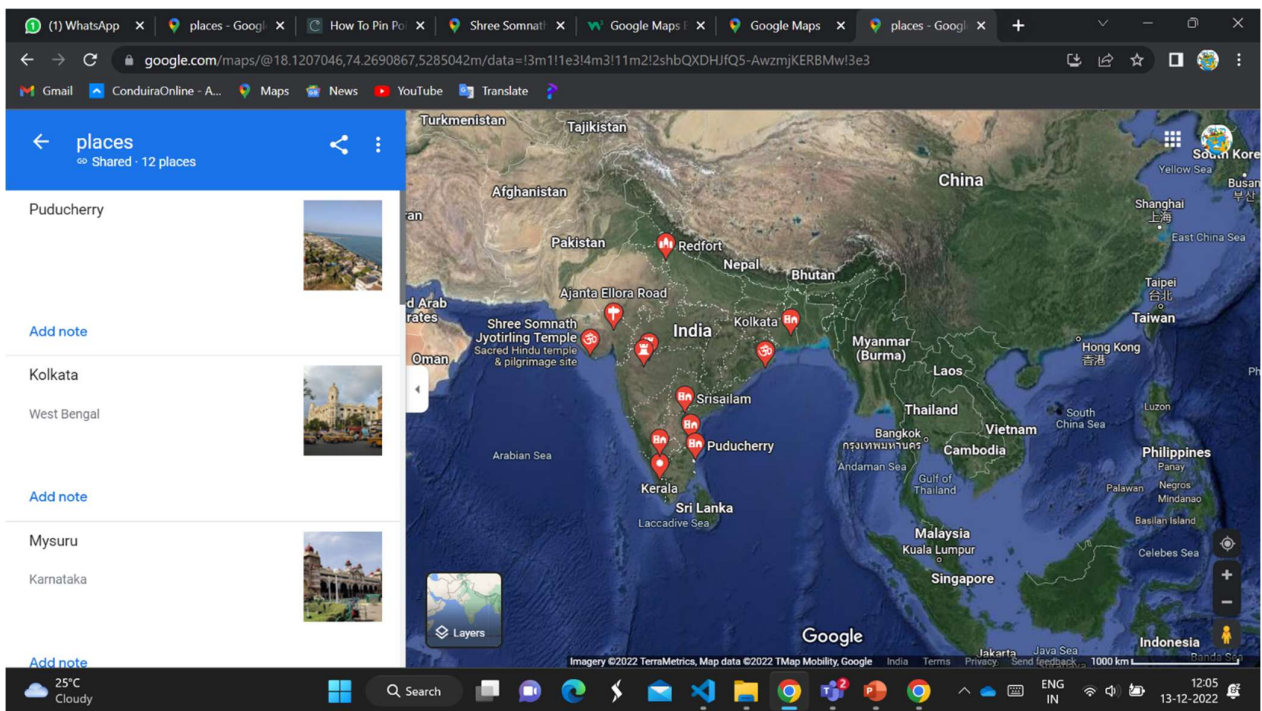 (1) WhatsApp
places - Googl
How To Pin Poi
Shree Somnath
Google Maps
Google Maps
places - Googl
google.com/maps/@18.1207046,74.2690867,5285042m/data=!3m1!1e3!4m3!11m2!2shbQXDHJfQ5-AwzmjKERBMw!3e3
Gmail
ConduiraOnline - A...
Maps
News
YouTube
Translate
places
Shared · 12 places
Puducherry
Add note
Kolkata
West Bengal
Add note
Mysuru
Karnataka
Add note
Turkmenistan
Tajikistan
Afghanistan
China
South Kore
Yellow Sea
Busan
부산
Shanghai
上海
East China Sea
an
Pakistan
Redfort
Nepal
Bhutan
Taipei
台北
Taiwan
d Arab
rates
Ajanta Ellora Road
Shree Somnath
Jyotirling Temple
Sacred Hindu temple
& pilgrimage site
India
Kolkata
Oman
Myanmar
(Burma)
Hong Kong
香港
Laos
Srisailam
Thailand
South
China Sea
Luzon
Bangkok
กรุงเทพมหานคร
Vietnam
Cambodia
Puducherry
Arabian Sea
Andaman Sea
Gulf of
Thailand
Philippines
Panay
Negros
Palawan
Mindanao
Kerala
Sri Lanka
Laccadive Sea
Basilan Island
Malaysia
Kuala Lumpur
Celebes Sea
Singapore
Layers
Google
Indonesia
Jakarta
Java Sea
Banda Sea
Imagery ©2022 TerraMetrics, Map data ©2022 TMap Mobility, Google
India
Terms
Privacy
Send feedback
1000 km
25°C
Cloudy
Search
2
ENG
IN
12:05
13-12-2022